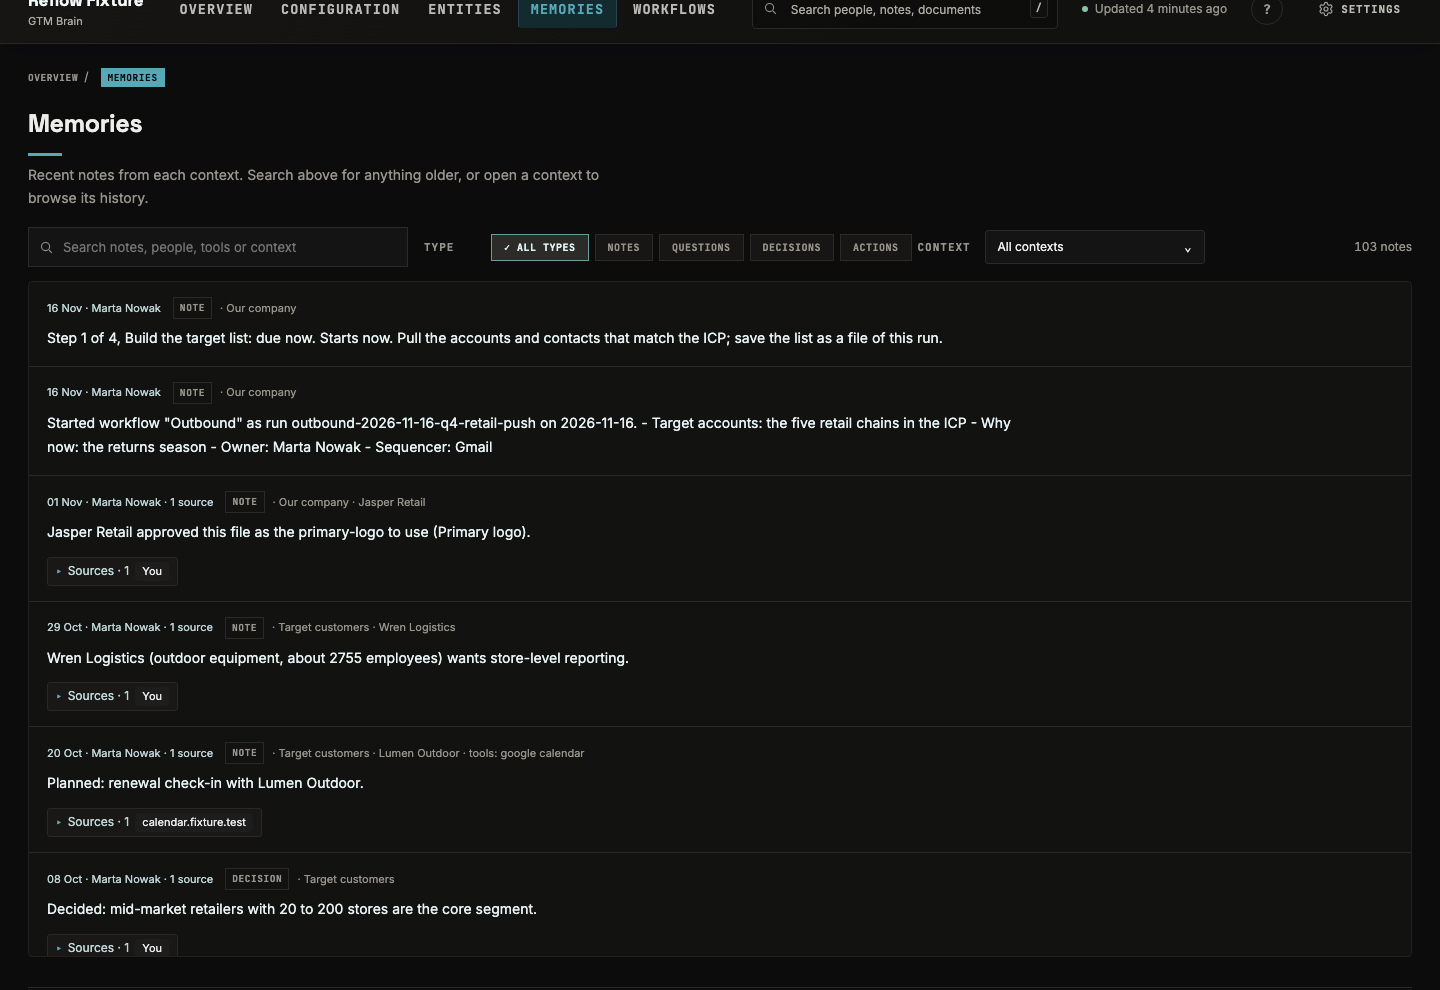 Renow Fixture
GTM Brain
OVERVIEW
CONFIGURATION
ENTITIES
MEMORIES
WORKFLOWS
Search people, notes, documents
/
Updated 4 minutes ago
?
SETTINGS
OVERVIEW / MEMORIES
Memories
Recent notes from each context. Search above for anything older, or open a context to
browse its history.
Search notes, people, tools or context
TYPE
✓ ALL TYPES
NOTES
QUESTIONS
DECISIONS
ACTIONS
CONTEXT
All contexts
103 notes
16 Nov · Marta Nowak NOTE · Our company
Step 1 of 4, Build the target list: due now. Starts now. Pull the accounts and contacts that match the ICP; save the list as a file of this run.
16 Nov · Marta Nowak NOTE · Our company
Started workflow "Outbound" as run outbound-2026-11-16-q4-retail-push on 2026-11-16. - Target accounts: the five retail chains in the ICP - Why
now: the returns season - Owner: Marta Nowak - Sequencer: Gmail
01 Nov · Marta Nowak · 1 source NOTE · Our company · Jasper Retail
Jasper Retail approved this file as the primary-logo to use (Primary logo).
Sources · 1 You
29 Oct · Marta Nowak · 1 source NOTE · Target customers · Wren Logistics
Wren Logistics (outdoor equipment, about 2755 employees) wants store-level reporting.
Sources · 1 You
20 Oct · Marta Nowak · 1 source NOTE · Target customers · Lumen Outdoor · tools: google calendar
Planned: renewal check-in with Lumen Outdoor.
Sources · 1 calendar.fixture.test
08 Oct · Marta Nowak · 1 source DECISION · Target customers
Decided: mid-market retailers with 20 to 200 stores are the core segment.
Sources · 1 You